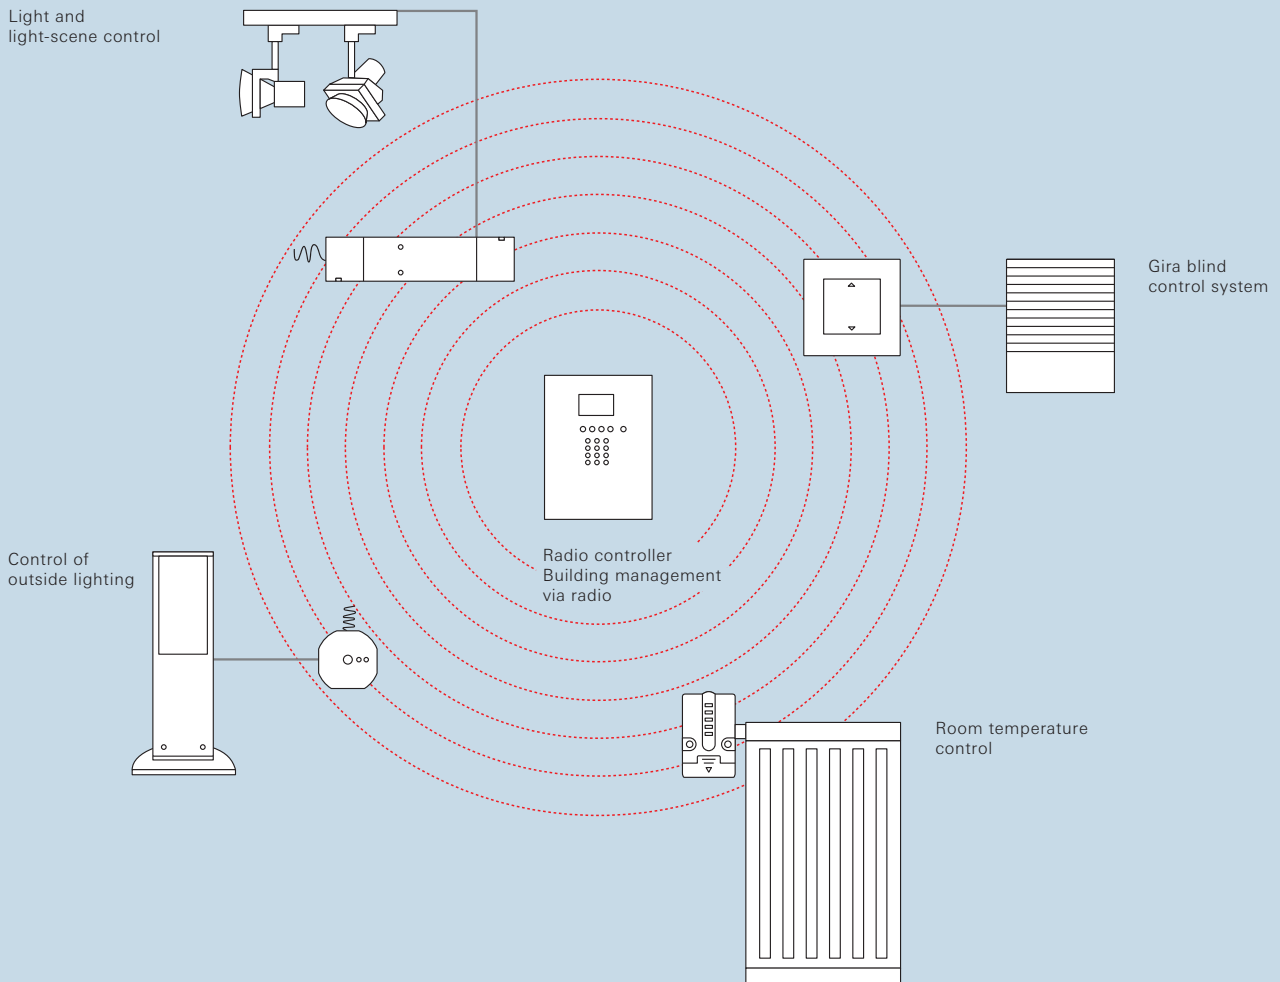 Light and
light-scene control
Gira blind
control system
Control of
outside lighting
Radio controller
Building management
via radio
Room temperature
control